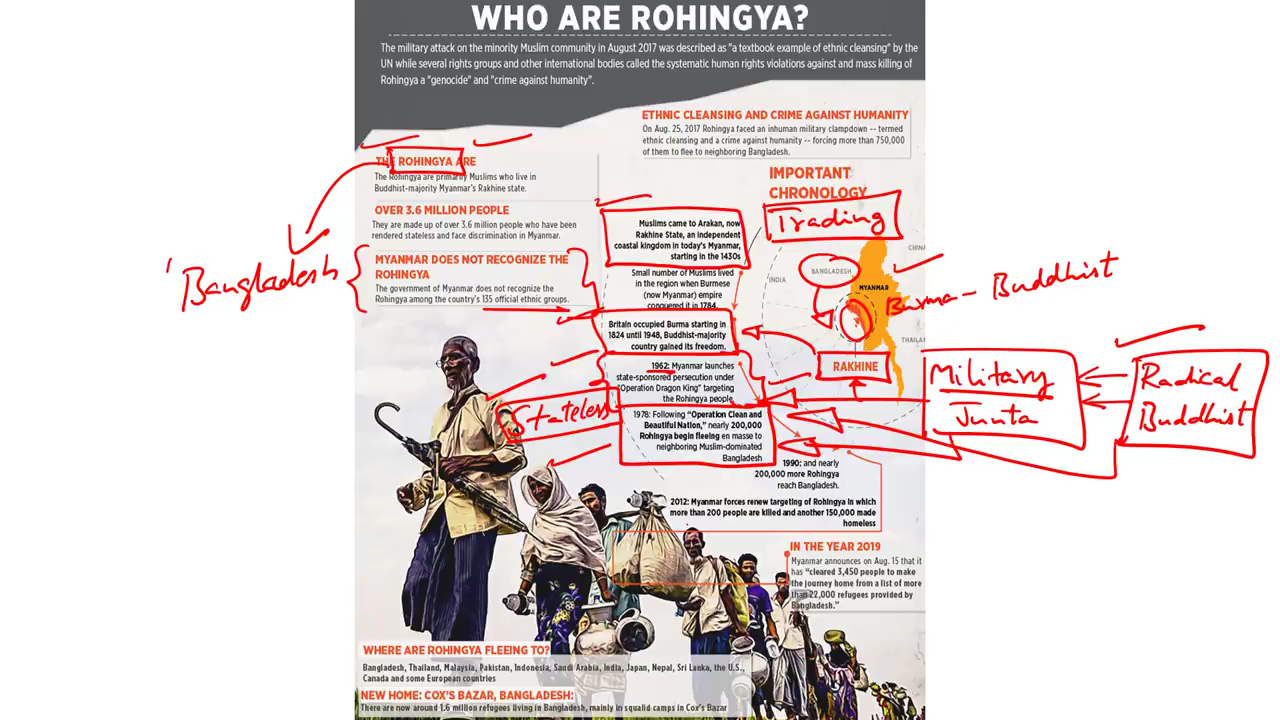 WHO ARE ROHINGYA?
The military attack on the minority Muslim community in August 2017 was described as "a textbook example of ethnic cleansing" by the
UN while several rights groups and other international bodies called the systematic human rights violations against and mass killing of
Rohingya a "genocide" and "crime against humanity".
ETHNIC CLEANSING AND CRIME AGAINST HUMANITY
On Aug. 25, 2017 Rohingya faced an inhuman military clampdown -- termed
ethnic cleansing and a crime against humanity -- forcing more than 750,000
of them to flee to neighboring Bangladesh.
THE ROHINGYA ARE
The Rohingya are primarily Muslims who live in
Buddhist-majority Myanmar's Rakhine state.
OVER 3.6 MILLION PEOPLE
They are made up of over 3.6 million people who have been
rendered stateless and face discrimination in Myanmar.
MYANMAR DOES NOT RECOGNIZE THE
ROHINGYA
The government of Myanmar does not recognize the
Rohingya among the country's 135 official ethnic groups.
Bangladesh
IMPORTANT
CHRONOLOGY
Trading
Muslims came to Arakan, now
Rakhine State, an independent
coastal kingdom in today's Myanmar,
starting in the 1430s
Small number of Muslims lived
in the region when Burmese
(now Myanmar) empire
conquered it in 1784.
Britain occupied Burma starting in
1824 until 1948, Buddhist-majority
country gained its freedom.
1962: Myanmar launches
state-sponsored persecution under
"Operation Dragon King" targeting
the Rohingya people
Stateless
1978: Following "Operation Clean and
Beautiful Nation," nearly 200,000
Rohingya begin fleeing en masse to
neighboring Muslim-dominated
Bangladesh
1990: and nearly
200,000 more Rohingya
reach Bangladesh.
2012: Myanmar forces renew targeting of Rohingya in which
more than 200 people are killed and another 150,000 made
homeless
INDIA
BANGLADESH
CHINA
MYANMAR
Burma - Buddhist
THAILA
RAKHINE
Military
Junta
Radical
Buddhist
IN THE YEAR 2019
Myanmar announces on Aug. 15 that it
has "cleared 3,450 people to make
the journey home from a list of more
than 22,000 refugees provided by
Bangladesh."
WHERE ARE ROHINGYA FLEEING TO?
Bangladesh, Thailand, Malaysia, Pakistan, Indonesia, Saudi Arabia, India, Japan, Nepal, Sri Lanka, the U.S.,
Canada and some European countries
NEW HOME: COX'S BAZAR, BANGLADESH:
There are now around 1.6 million refugees living in Bangladesh, mainly in squalid camps in Cox's Bazar